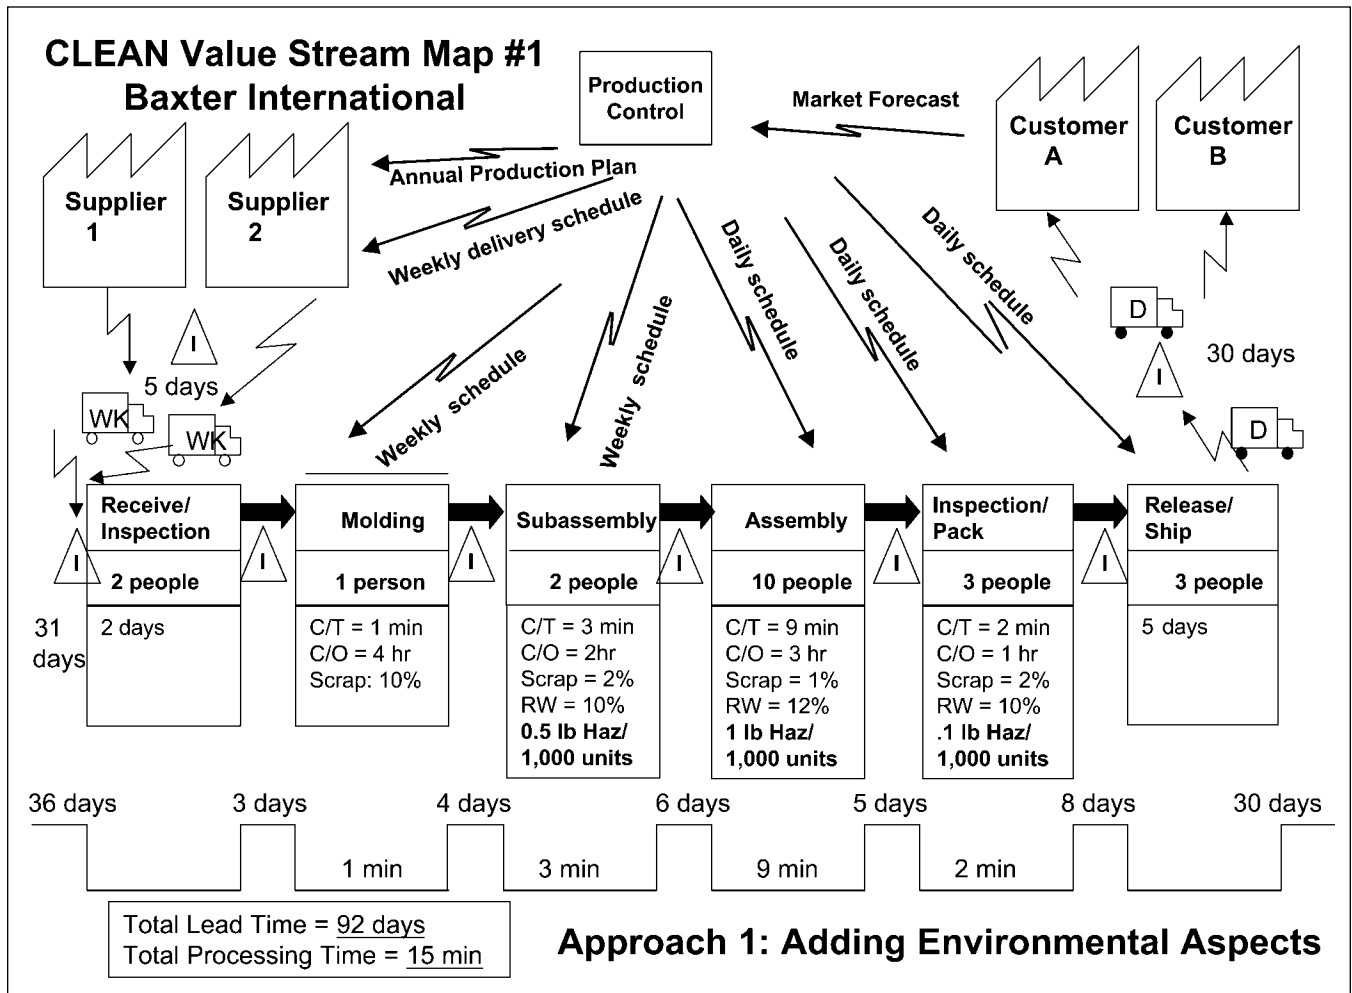 CLEAN Value Stream Map #1
Baxter International
Production
Control
Market Forecast
Customer
A
Customer
B
Supplier
1
Supplier
2
Annual Production Plan
Weekly delivery schedule
Weekly schedule
Weekly schedule
Daily schedule
Daily schedule
Daily schedule
I
5 days
WK
WK
D
I
30 days
D
Receive/
Inspection
2 people
2 days
I
31
days
I
Molding
1 person
C/T = 1 min
C/O = 4 hr
Scrap: 10%
I
Subassembly
2 people
C/T = 3 min
C/O = 2hr
Scrap = 2%
RW = 10%
0.5 lb Haz/
1,000 units
I
Assembly
10 people
C/T = 9 min
C/O = 3 hr
Scrap = 1%
RW = 12%
1 lb Haz/
1,000 units
I
Inspection/
Pack
3 people
C/T = 2 min
C/O = 1 hr
Scrap = 2%
RW = 10%
.1 lb Haz/
1,000 units
I
Release/
Ship
3 people
5 days
36 days
3 days
4 days
6 days
5 days
8 days
30 days
1 min
3 min
9 min
2 min
Total Lead Time = 92 days
Total Processing Time = 15 min
Approach 1: Adding Environmental Aspects